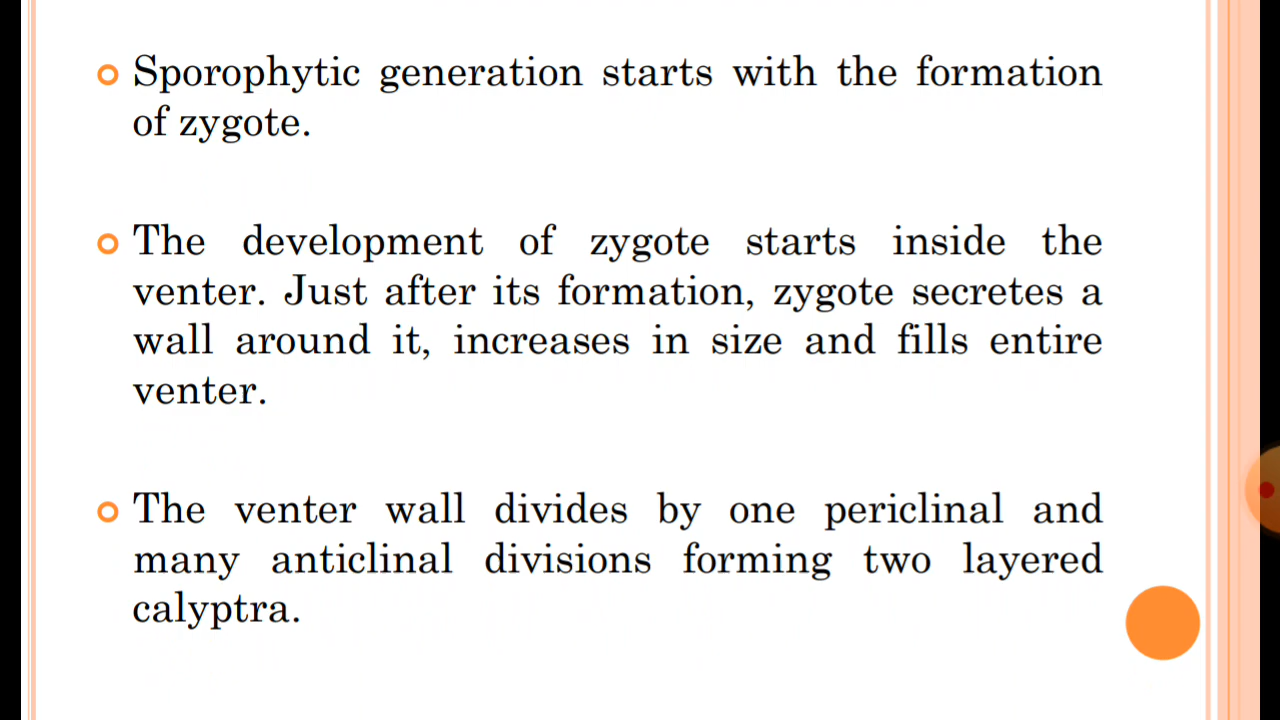 Sporophytic generation starts with the formation
of zygote.
The development of zygote starts inside the
venter. Just after its formation, zygote secretes a
wall around it, increases in size and fills entire
venter.
The venter wall divides by one periclinal and
many anticlinal divisions forming two layered
calyptra.